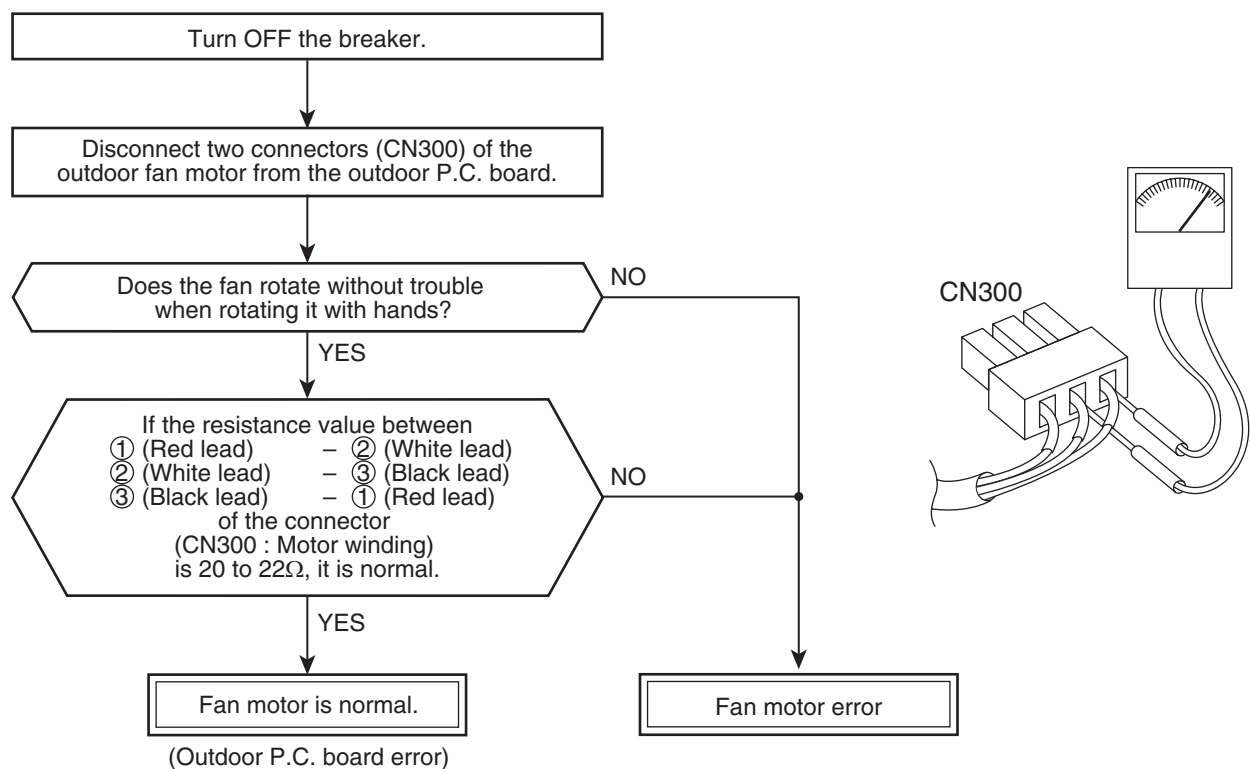 Turn OFF the breaker.
Disconnect two connectors (CN300) of the
outdoor fan motor from the outdoor P.C. board.
Does the fan rotate without trouble
when rotating it with hands?
NO
YES
If the resistance value between
① (Red lead) – ② (White lead)
② (White lead) – ③ (Black lead)
③ (Black lead) – ① (Red lead)
of the connector
(CN300 : Motor winding)
is 20 to 22Ω, it is normal.
NO
YES
Fan motor is normal.
(Outdoor P.C. board error)
Fan motor error
CN300